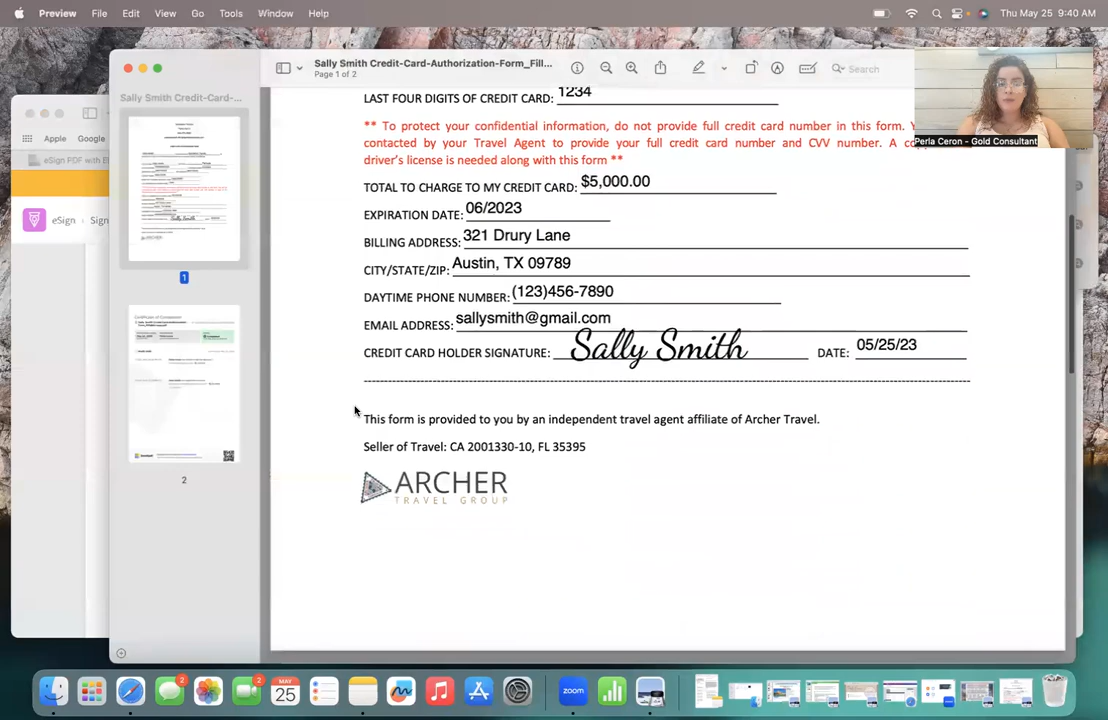 Preview File Edit View Go Tools Window Help Thu May 25 9:40 AM
Sally Smith Credit-Card-Authorization-Form_Fill...
Page 1 of 2
Search
Sally Smith Credit-Card-...
Apple Google
eSign PDF with
eSign › Sign
1
2
Perla Ceron - Gold Consultant
LAST FOUR DIGITS OF CREDIT CARD: 1234
** To protect your confidential information, do not provide full credit card number in this form.
contacted by your Travel Agent to provide your full credit card number and CVV number. A
driver's license is needed along with this form **
TOTAL TO CHARGE TO MY CREDIT CARD: $5,000.00
EXPIRATION DATE: 06/2023
BILLING ADDRESS: 321 Drury Lane
CITY/STATE/ZIP: Austin, TX 09789
DAYTIME PHONE NUMBER: (123)456-7890
EMAIL ADDRESS: sallysmith@gmail.com
CREDIT CARD HOLDER SIGNATURE: Sally Smith DATE: 05/25/23
This form is provided to you by an independent travel agent affiliate of Archer Travel.
Seller of Travel: CA 2001330-10, FL 35395
ARCHER
TRAVEL GROUP
2
2
MAY
25
zoom